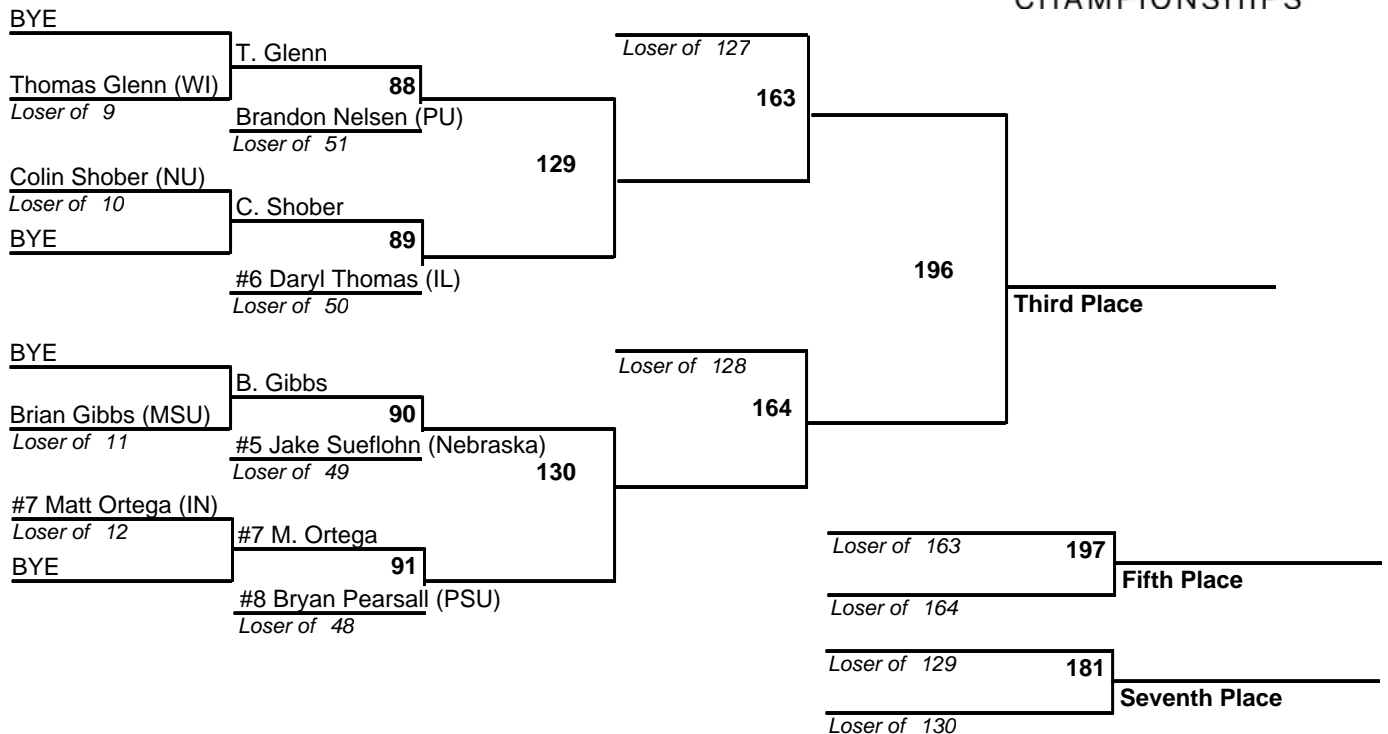 CHAMPIONSHIPS
BYE
T. Glenn
Loser of 127
Thomas Glenn (WI)
88
163
Loser of 9
Brandon Nelsen (PU)
Loser of 51
129
Colin Shober (NU)
Loser of 10
C. Shober
BYE
89
#6 Daryl Thomas (IL)
196
Loser of 50
Third Place
BYE
Loser of 128
B. Gibbs
Brian Gibbs (MSU)
90
164
Loser of 11
#5 Jake Sueflohn (Nebraska)
Loser of 49
130
#7 Matt Ortega (IN)
Loser of 12
#7 M. Ortega
BYE
91
Loser of 163
197
Fifth Place
#8 Bryan Pearsall (PSU)
Loser of 164
Loser of 48
Loser of 129
181
Seventh Place
Loser of 130